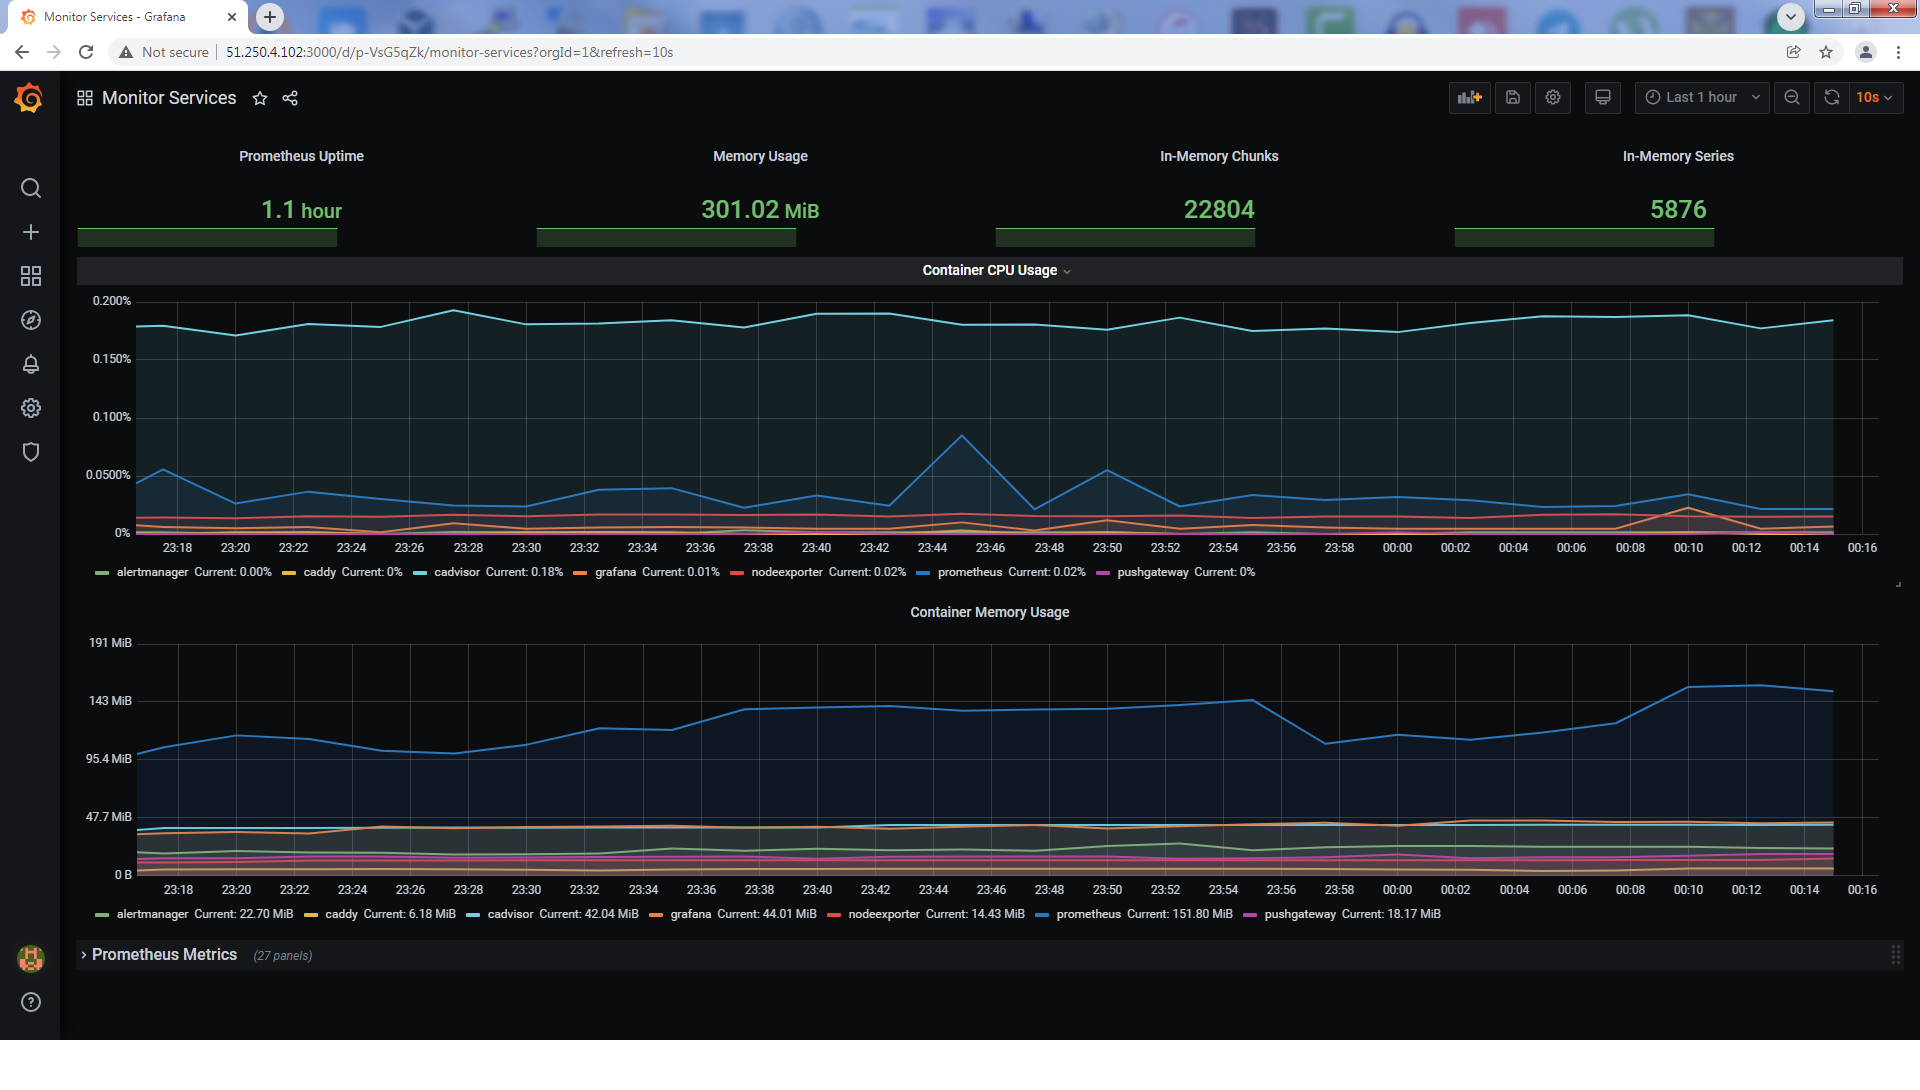 Monitor Services - Grafana
Not secure 51.250.4.102:3000/d/p-VsG5qZk/monitor-services?orgId=1&refresh=10s
Monitor Services
Last 1 hour
10s
Prometheus Uptime
Memory Usage
In-Memory Chunks
In-Memory Series
1.1 hour
301.02 MiB
22804
5876
Container CPU Usage
0.200%
0.150%
0.100%
0.0500%
0%
23:18 23:20 23:22 23:24 23:26 23:28 23:30 23:32 23:34 23:36 23:38 23:40 23:42 23:44 23:46 23:48 23:50 23:52 23:54 23:56 23:58 00:00 00:02 00:04 00:06 00:08 00:10 00:12 00:14 00:16
alertmanager Current: 0.00% caddy Current: 0% cadvisor Current: 0.18% grafana Current: 0.01% nodeexporter Current: 0.02% prometheus Current: 0.02% pushgateway Current: 0%
Container Memory Usage
191 MiB
143 MiB
95.4 MiB
47.7 MiB
0 B
23:18 23:20 23:22 23:24 23:26 23:28 23:30 23:32 23:34 23:36 23:38 23:40 23:42 23:44 23:46 23:48 23:50 23:52 23:54 23:56 23:58 00:00 00:02 00:04 00:06 00:08 00:10 00:12 00:14 00:16
alertmanager Current: 22.70 MiB caddy Current: 6.18 MiB cadvisor Current: 42.04 MiB grafana Current: 44.01 MiB nodeexporter Current: 14.43 MiB prometheus Current: 151.80 MiB pushgateway Current: 18.17 MiB
Prometheus Metrics (27 panels)